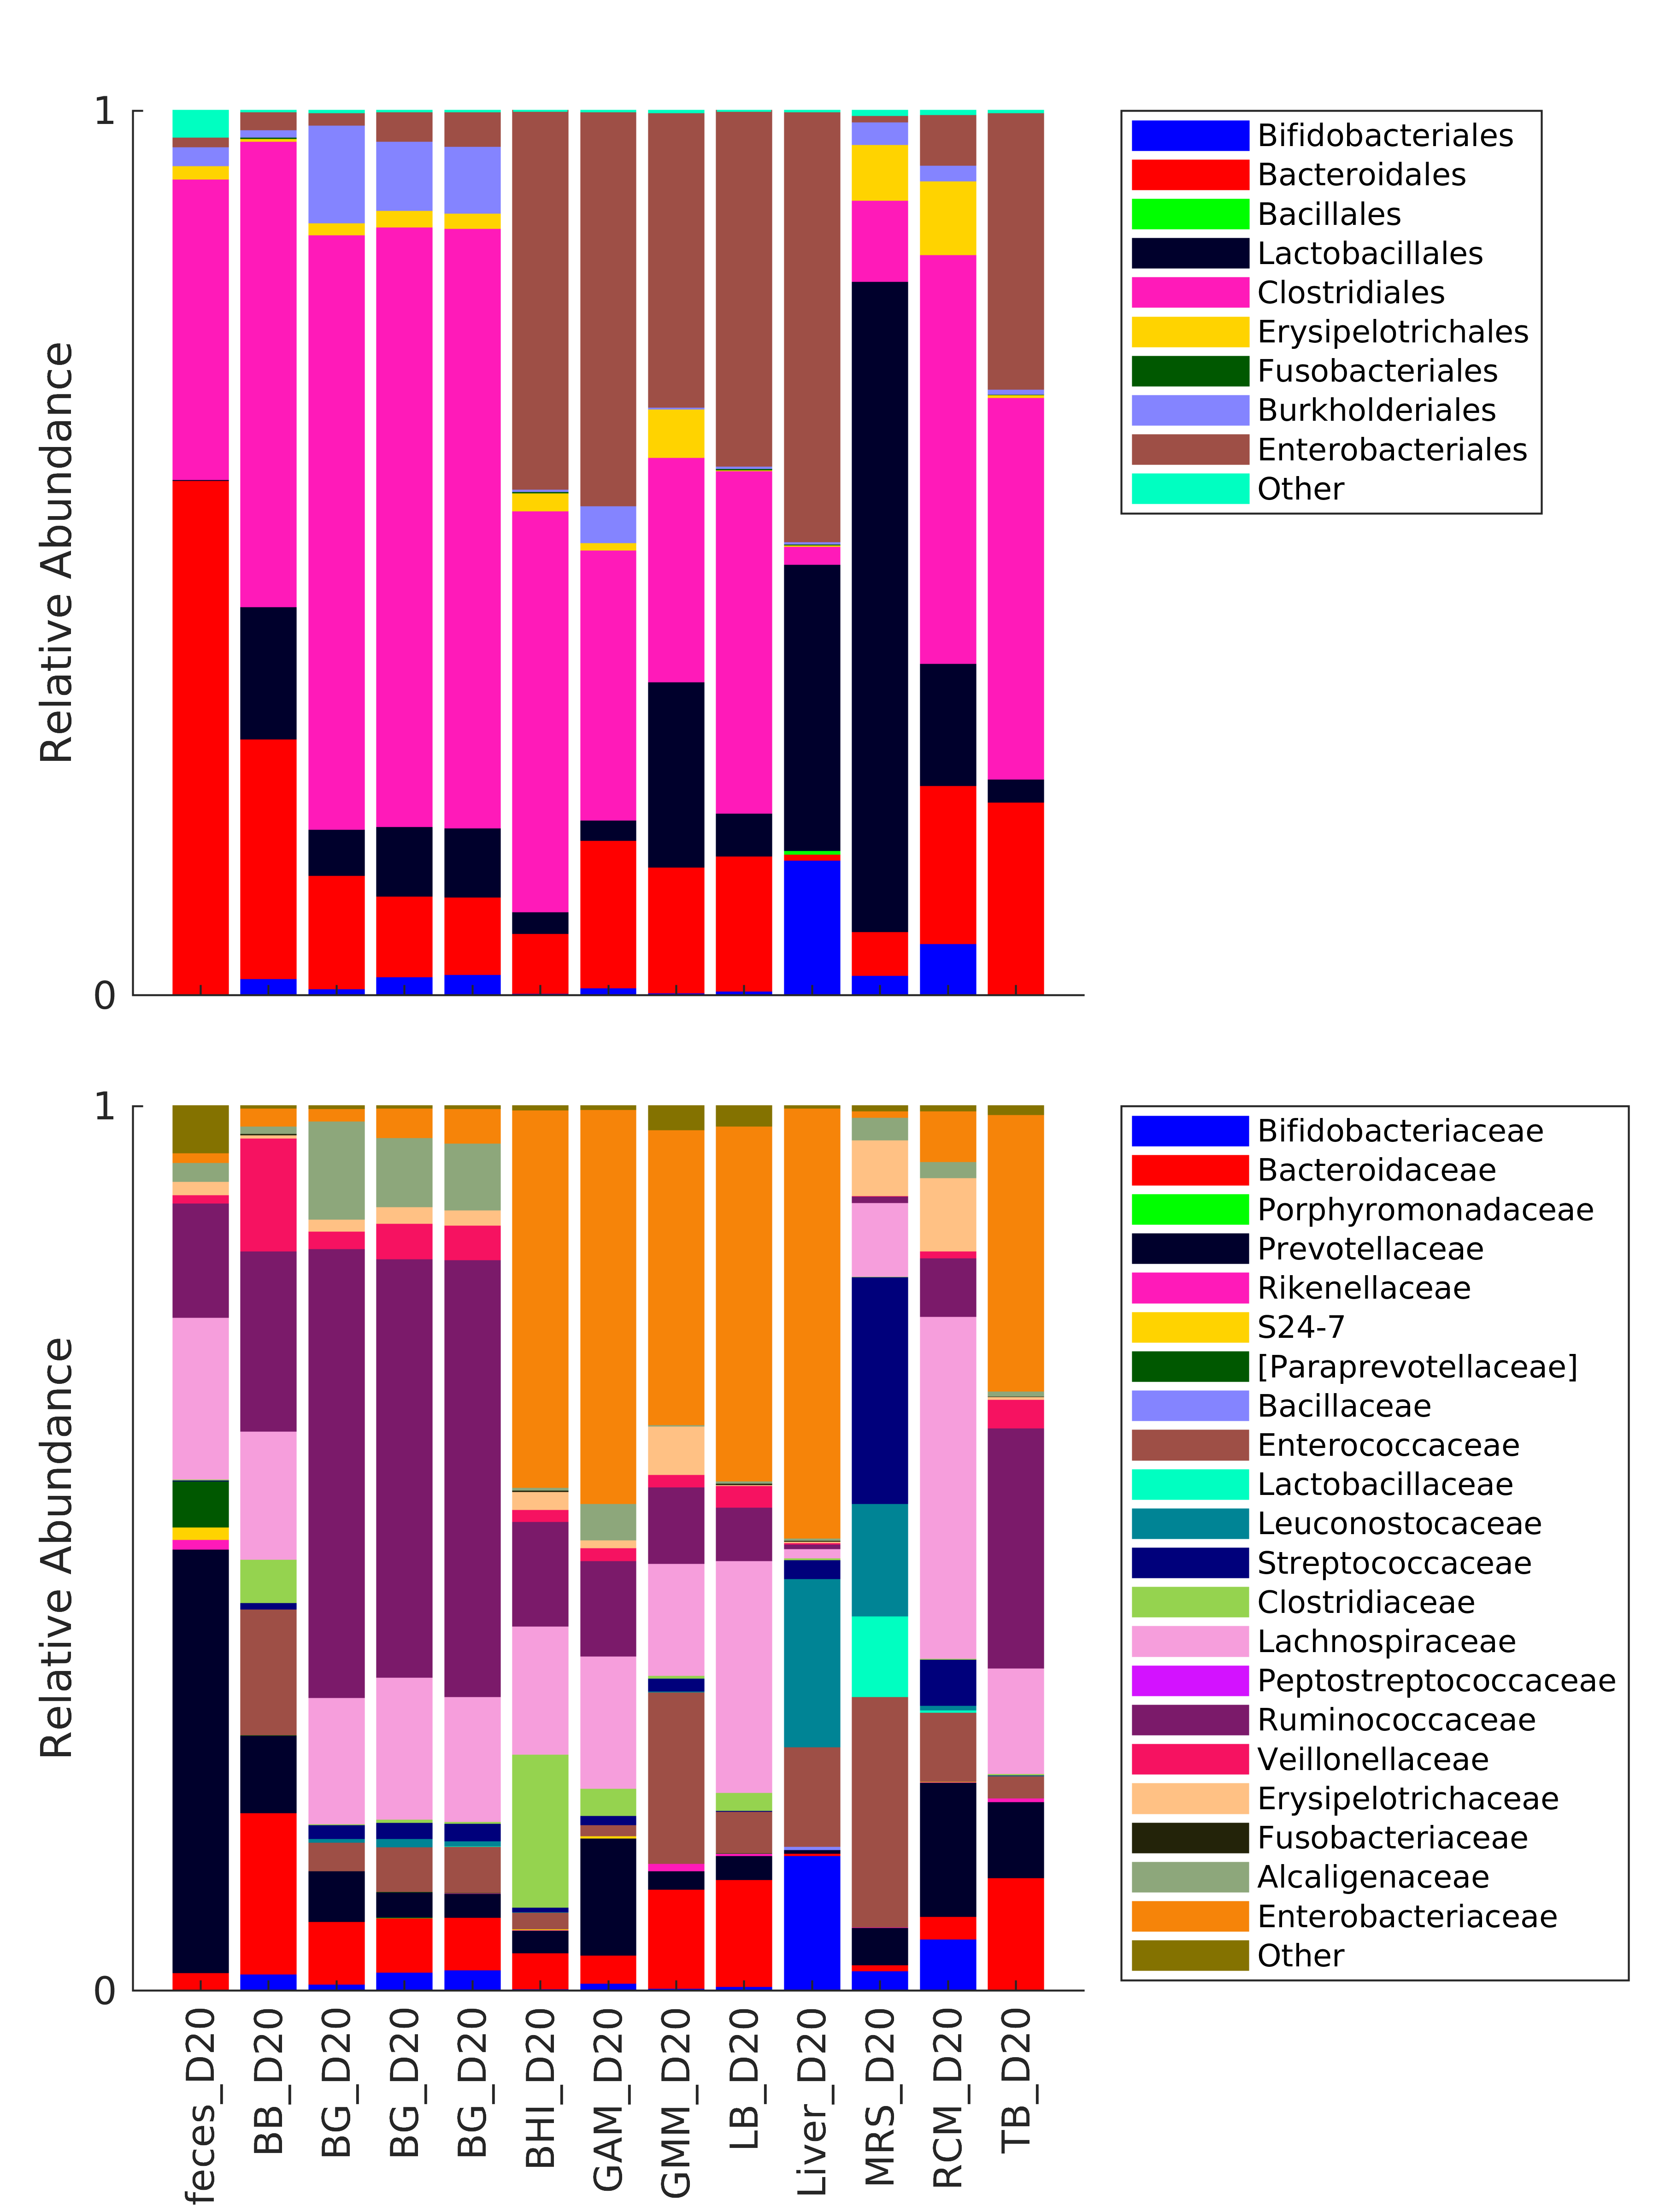 1
0
Relative Abundance
Bifidobacteriales
Bacteroidales
Bacillales
Lactobacillales
Clostridiales
Erysipelotrichales
Fusobacteriales
Burkholderiales
Enterobacteriales
Other
1
0
Relative Abundance
Bifidobacteriaceae
Bacteroidaceae
Porphyromonadaceae
Prevotellaceae
Rikenellaceae
S24-7
[Paraprevotellaceae]
Bacillaceae
Enterococcaceae
Lactobacillaceae
Leuconostocaceae
Streptococcaceae
Clostridiaceae
Lachnospiraceae
Peptostreptococcaceae
Ruminococcaceae
Veillonellaceae
Erysipelotrichaceae
Fusobacteriaceae
Alcaligenaceae
Enterobacteriaceae
Other
feces_D20
BB_D20
BG_D20
BG_D20
BG_D20
BHI_D20
GAM_D20
GMM_D20
LB_D20
Liver_D20
MRS_D20
RCM_D20
TB_D20